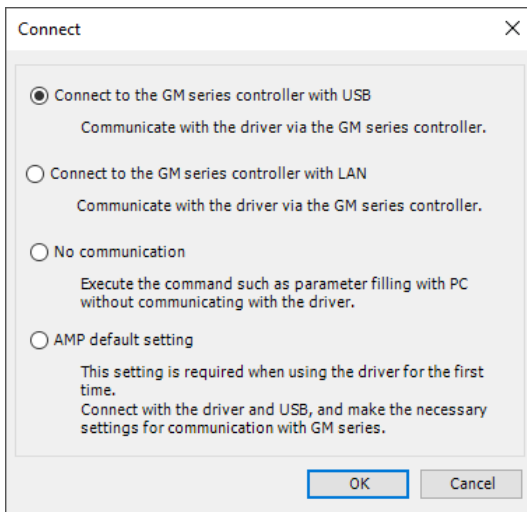 Connect
Connect to the GM series controller with USB
Communicate with the driver via the GM series controller.
Connect to the GM series controller with LAN
Communicate with the driver via the GM series controller.
No communication
Execute the command such as parameter filling with PC
without communicating with the driver.
AMP default setting
This setting is required when using the driver for the first
time.
Connect with the driver and USB, and make the necessary
settings for communication with GM series.
OK
Cancel